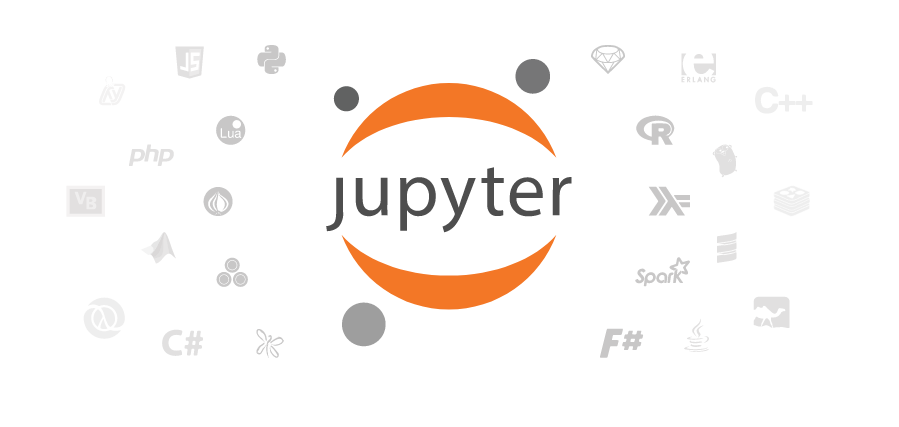 JS
ERLANG
C++
Lua
R
php
jupyter
VB
Spark
C#
F#